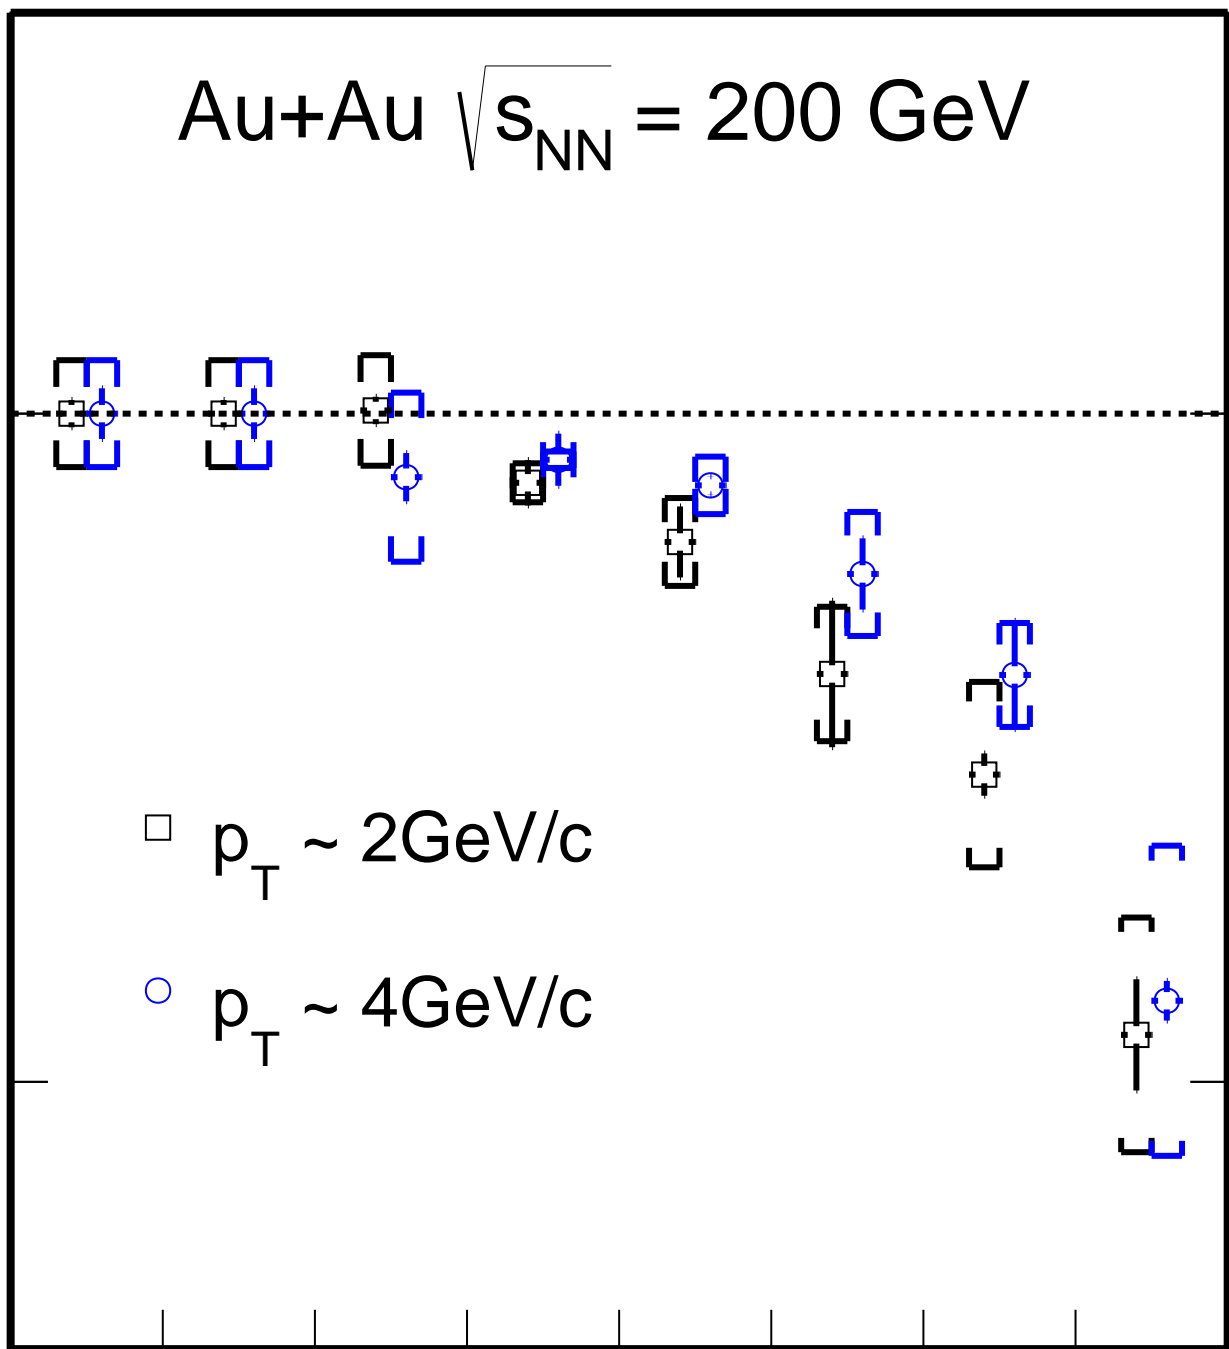 Au+Au √sNN = 200 GeV
pT ~ 2GeV/c
pT ~ 4GeV/c